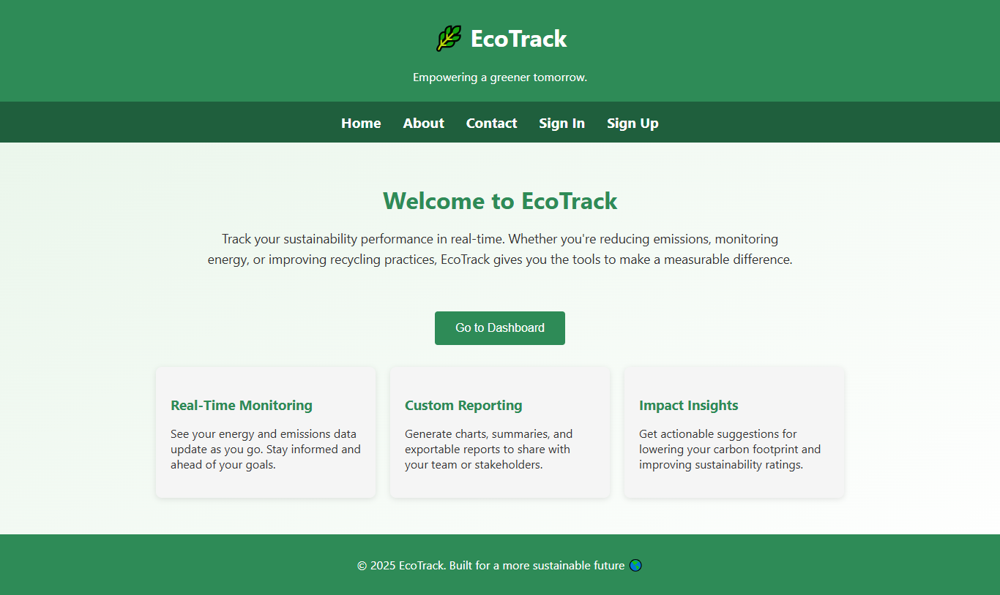 🌿 EcoTrack
Empowering a greener tomorrow.
Home About Contact Sign In Sign Up
Welcome to EcoTrack
Track your sustainability performance in real-time. Whether you're reducing emissions, monitoring
energy, or improving recycling practices, EcoTrack gives you the tools to make a measurable difference.
Go to Dashboard
Real-Time Monitoring
See your energy and emissions data
update as you go. Stay informed and
ahead of your goals.
Custom Reporting
Generate charts, summaries, and
exportable reports to share with
your team or stakeholders.
Impact Insights
Get actionable suggestions for
lowering your carbon footprint and
improving sustainability ratings.
© 2025 EcoTrack. Built for a more sustainable future 🌎